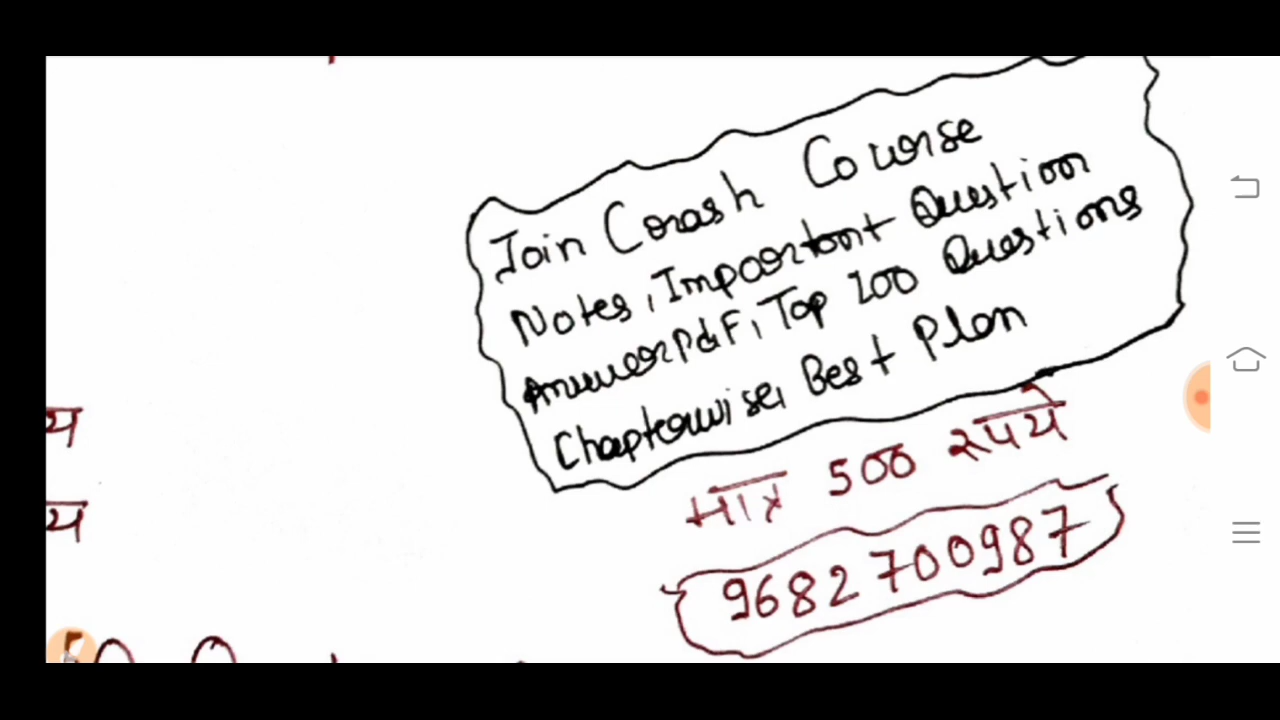 Join Crash Course
Notes, Important Question
Answer Pdf, Top 200 Questions
Chapterwise, Best Plan
मात्र 500 रुपये
9682700987
य
य